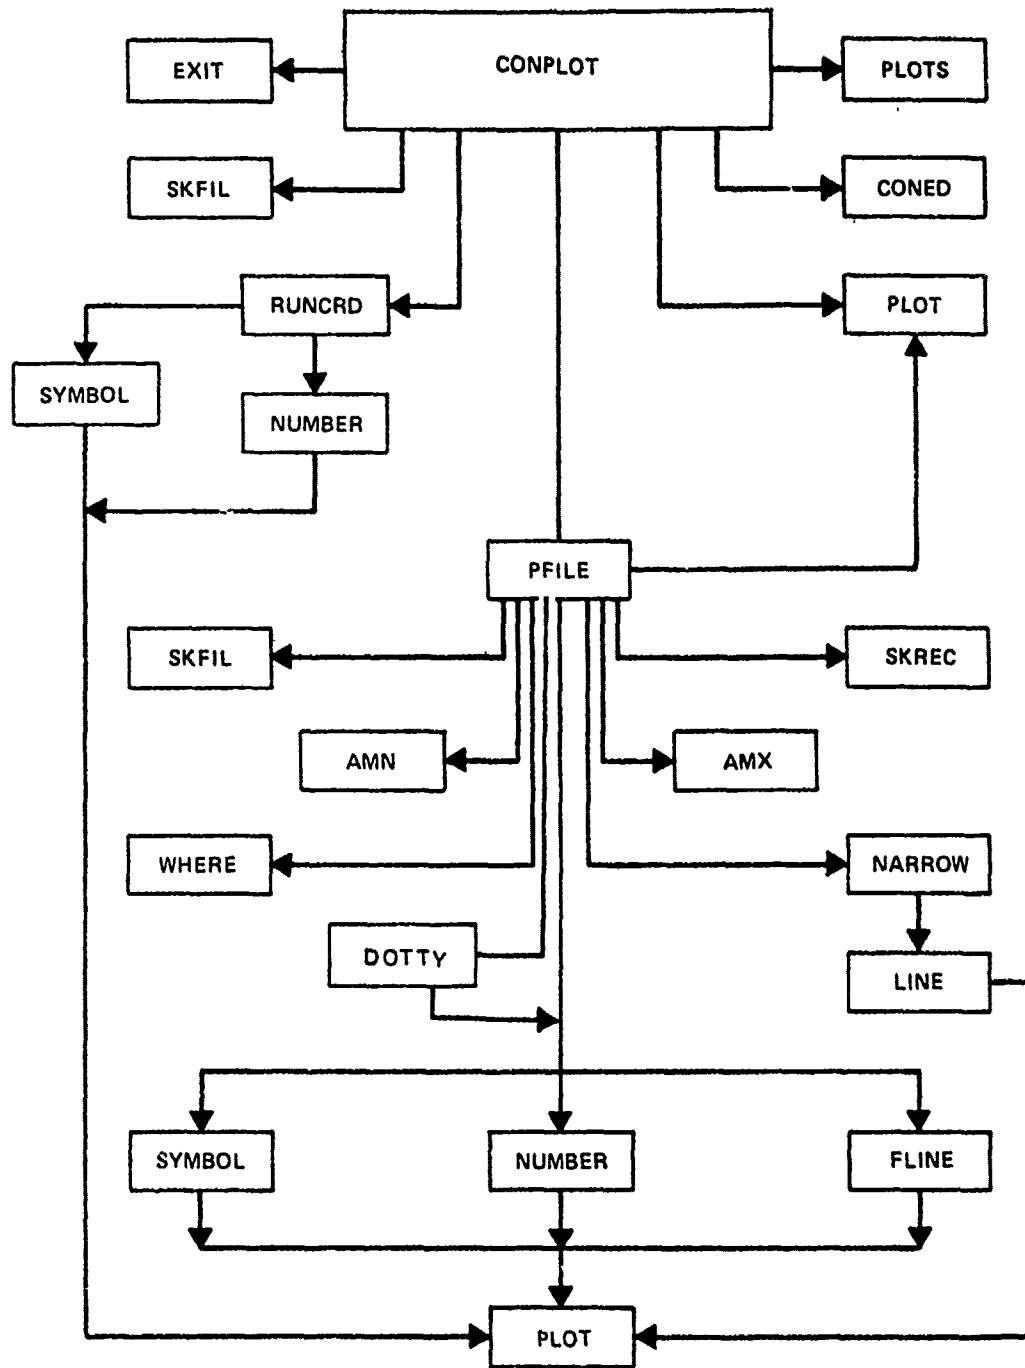 CONPLOT
EXIT
PLOTS
SKFIL
CONED
RUNCRD
PLOT
SYMBOL
NUMBER
PFILE
SKFIL
SKREC
AMN
AMX
WHERE
NARROW
DOTTY
LINE
SYMBOL
NUMBER
FLINE
PLOT